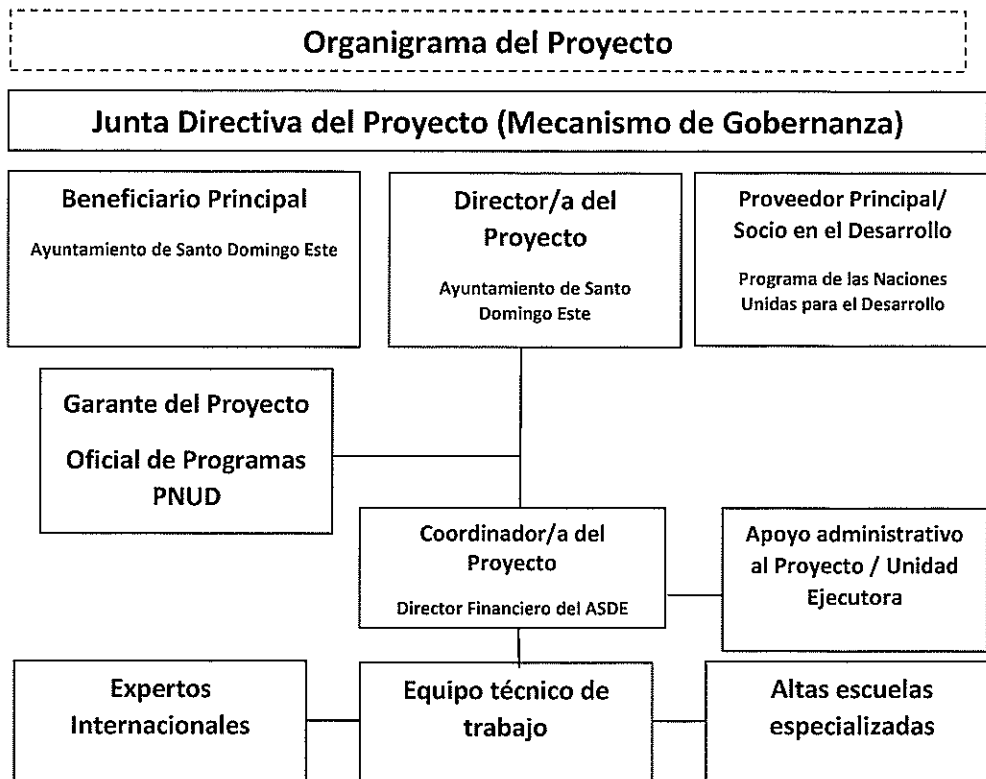 Organigrama del Proyecto
Junta Directiva del Proyecto (Mecanismo de Gobernanza)
Beneficiario Principal
Ayuntamiento de Santo Domingo Este
Director/a del
Proyecto
Ayuntamiento de Santo
Domingo Este
Proveedor Principal/
Socio en el Desarrollo
Programa de las Naciones
Unidas para el Desarrollo
Garante del Proyecto
Oficial de Programas
PNUD
Coordinador/a del
Proyecto
Director Financiero del ASDE
Apoyo administrativo
al Proyecto / Unidad
Ejecutora
Expertos
Internacionales
Equipo técnico de
trabajo
Altas escuelas
especializadas